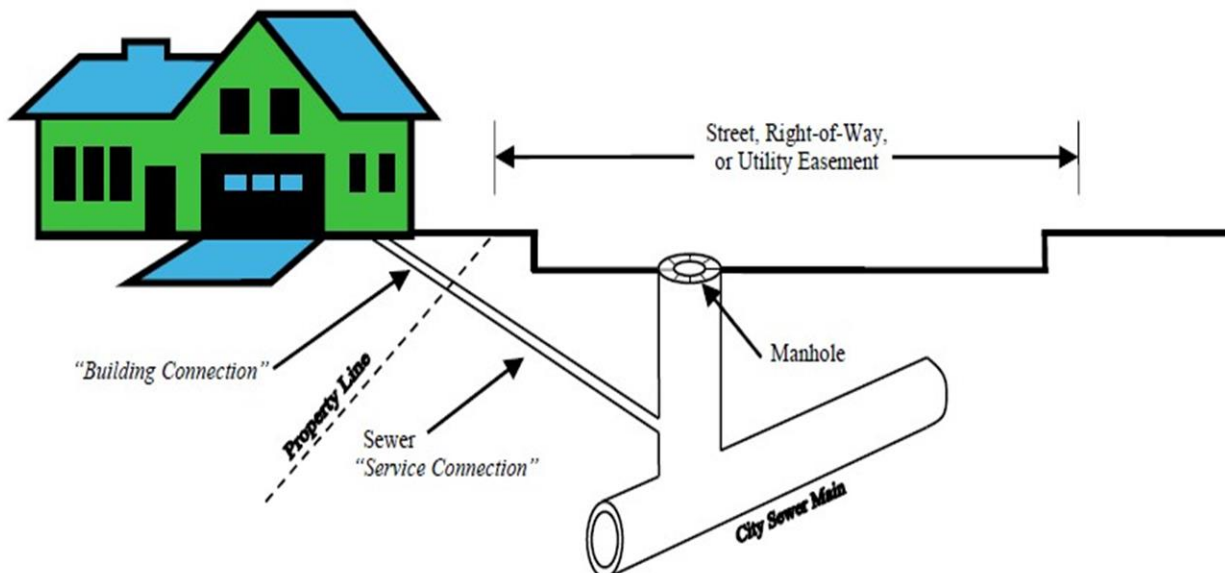 Street, Right-of-Way,
or Utility Easement
Manhole
“Building Connection”
Property Line
Sewer
“Service Connection”
City Sewer Main